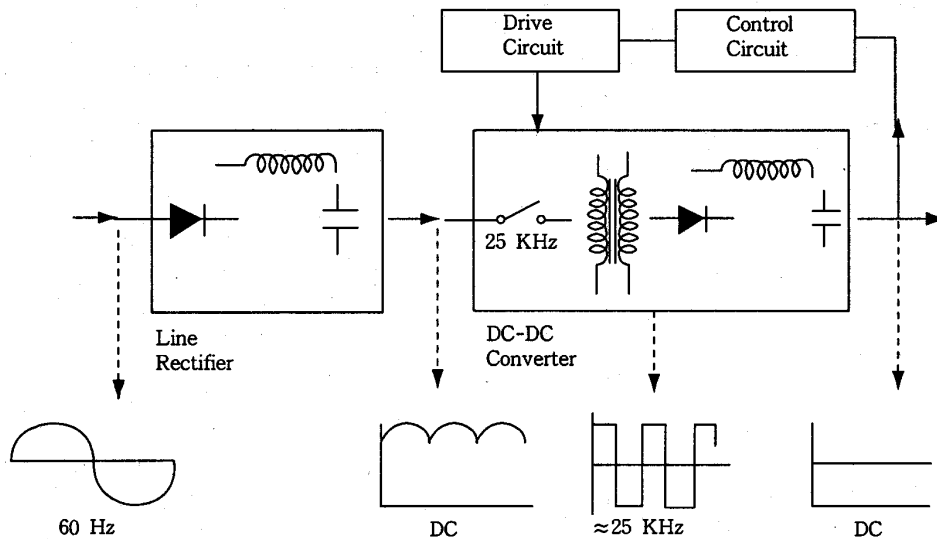 Drive
Circuit
Control
Circuit
25 KHz
Line
Rectifier
DC-DC
Converter
60 Hz
DC
≈25 KHz
DC